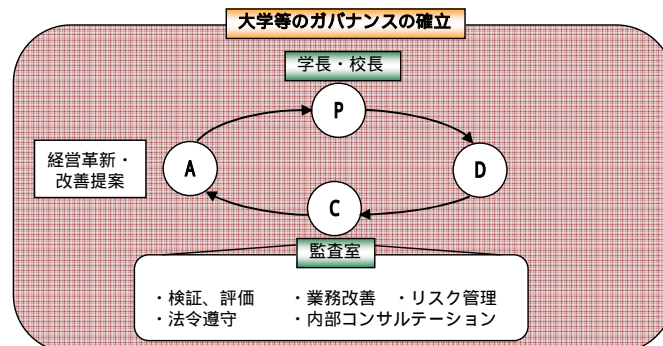 大学等のガバナンスの確立
学長・校長
P
経営革新・
改善提案
A
D
C
監査室
・検証、評価　・業務改善　・リスク管理
・法令遵守　・内部コンサルテーション